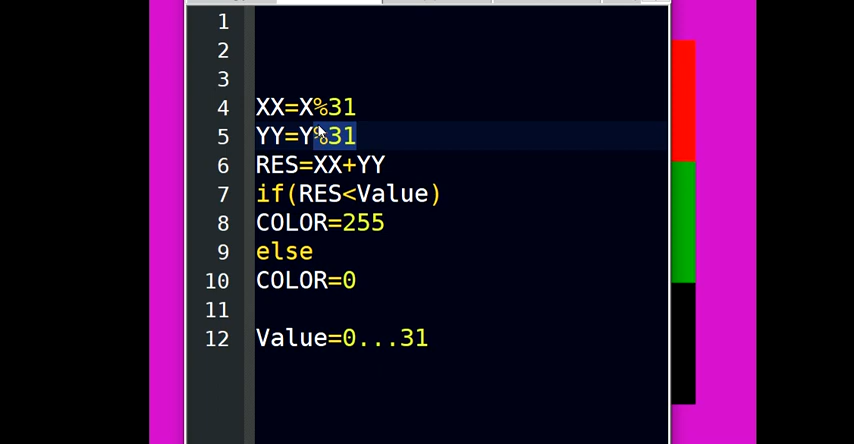 1
2
3
4 XX=X%31
5 YY=Y%31
6 RES=XX+YY
7 if(RES<Value)
8 COLOR=255
9 else
10 COLOR=0
11
12 Value=0...31